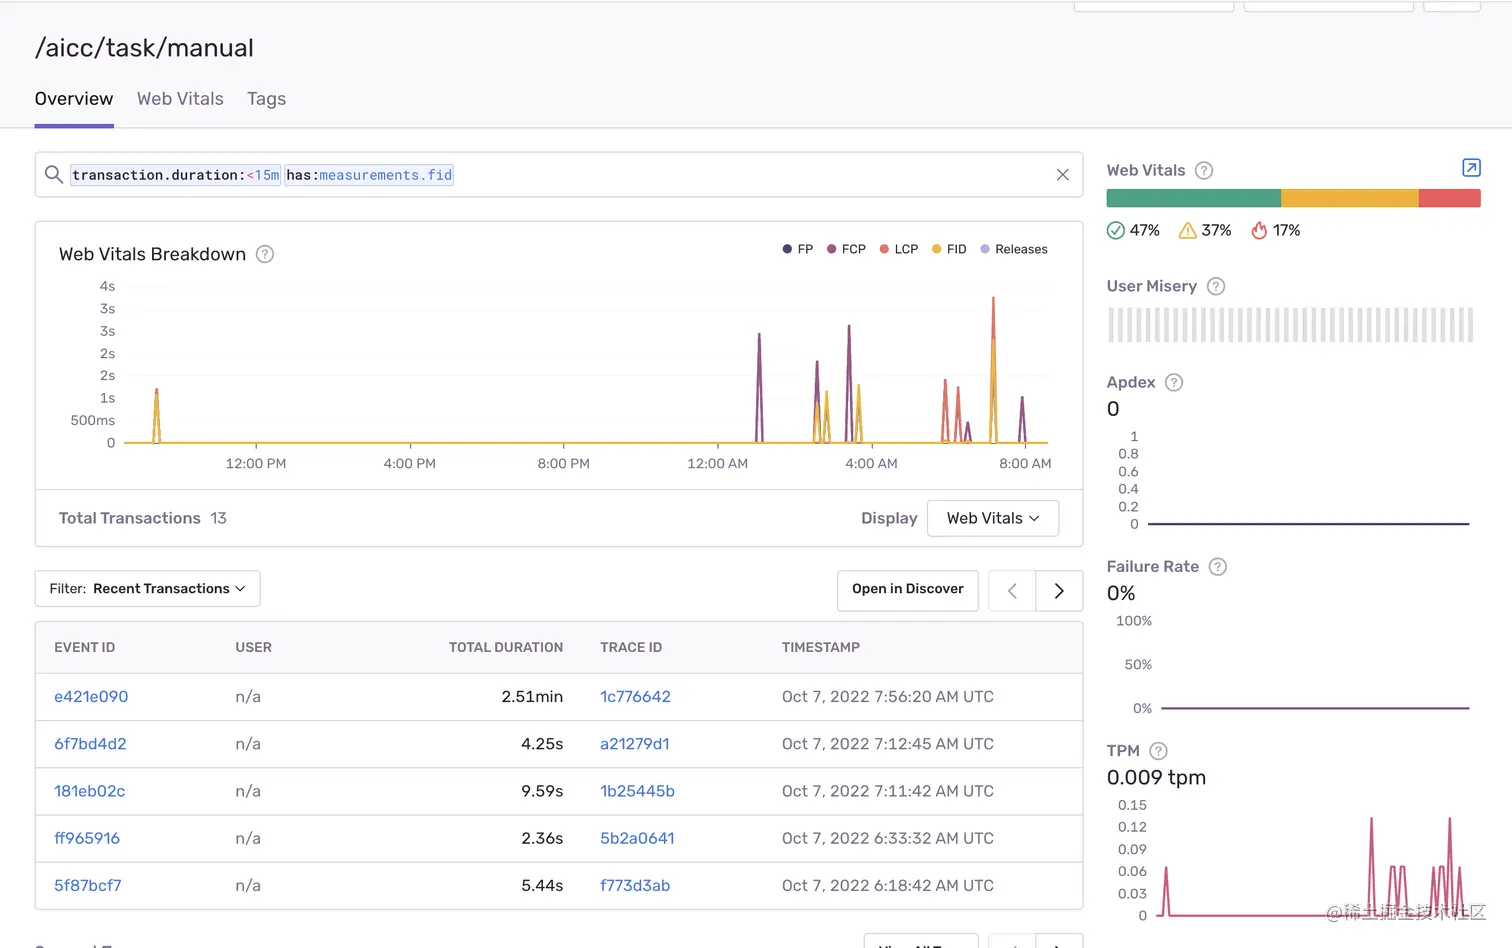 /aicc/task/manual
Overview Web Vitals Tags
transaction.duration:<15m has:measurements.fid
Web Vitals Breakdown
FP FCP LCP FID Releases
4s
3s
3s
2s
2s
1s
500ms
0
12:00 PM 4:00 PM 8:00 PM 12:00 AM 4:00 AM 8:00 AM
Total Transactions 13
Display Web Vitals
Filter: Recent Transactions
Open in Discover
EVENT ID USER TOTAL DURATION TRACE ID TIMESTAMP
e421e090 n/a 2.51min 1c776642 Oct 7, 2022 7:56:20 AM UTC
6f7bd4d2 n/a 4.25s a21279d1 Oct 7, 2022 7:12:45 AM UTC
181eb02c n/a 9.59s 1b25445b Oct 7, 2022 7:11:42 AM UTC
ff965916 n/a 2.36s 5b2a0641 Oct 7, 2022 6:33:32 AM UTC
5f87bcf7 n/a 5.44s f773d3ab Oct 7, 2022 6:18:42 AM UTC
Web Vitals
47% 37% 17%
User Misery
Apdex
0
1
0.8
0.6
0.4
0.2
0
Failure Rate
0%
100%
50%
0%
TPM
0.009 tpm
0.15
0.12
0.09
0.06
0.03
0
@稀土掘金技术社区